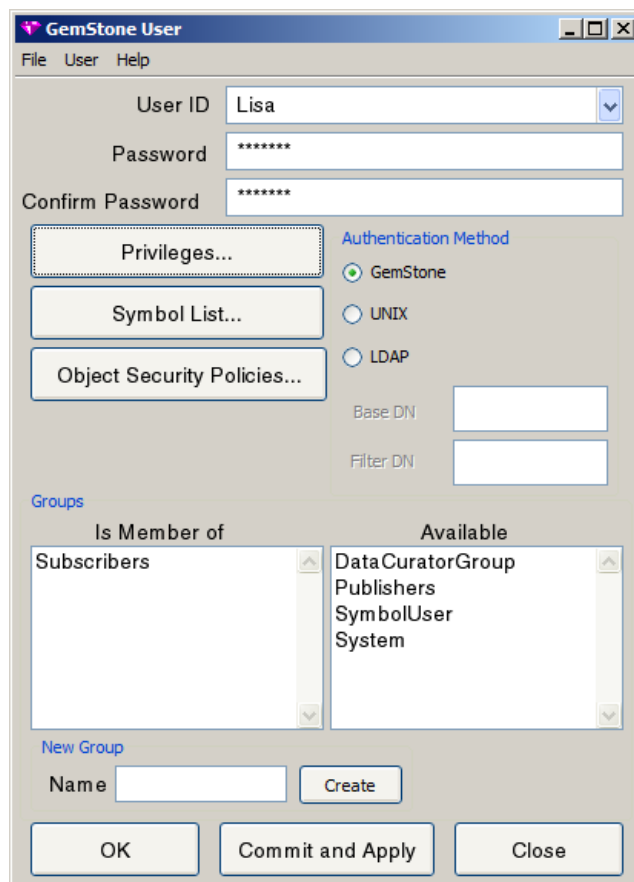 GemStone User
File User Help
User ID Lisa
Password *******
Confirm Password *******
Privileges...
Symbol List...
Object Security Policies...
Authentication Method
GemStone
UNIX
LDAP
Base DN
Filter DN
Groups
Is Member of
Subscribers
Available
DataCuratorGroup
Publishers
SymbolUser
System
New Group
Name Create
OK Commit and Apply Close